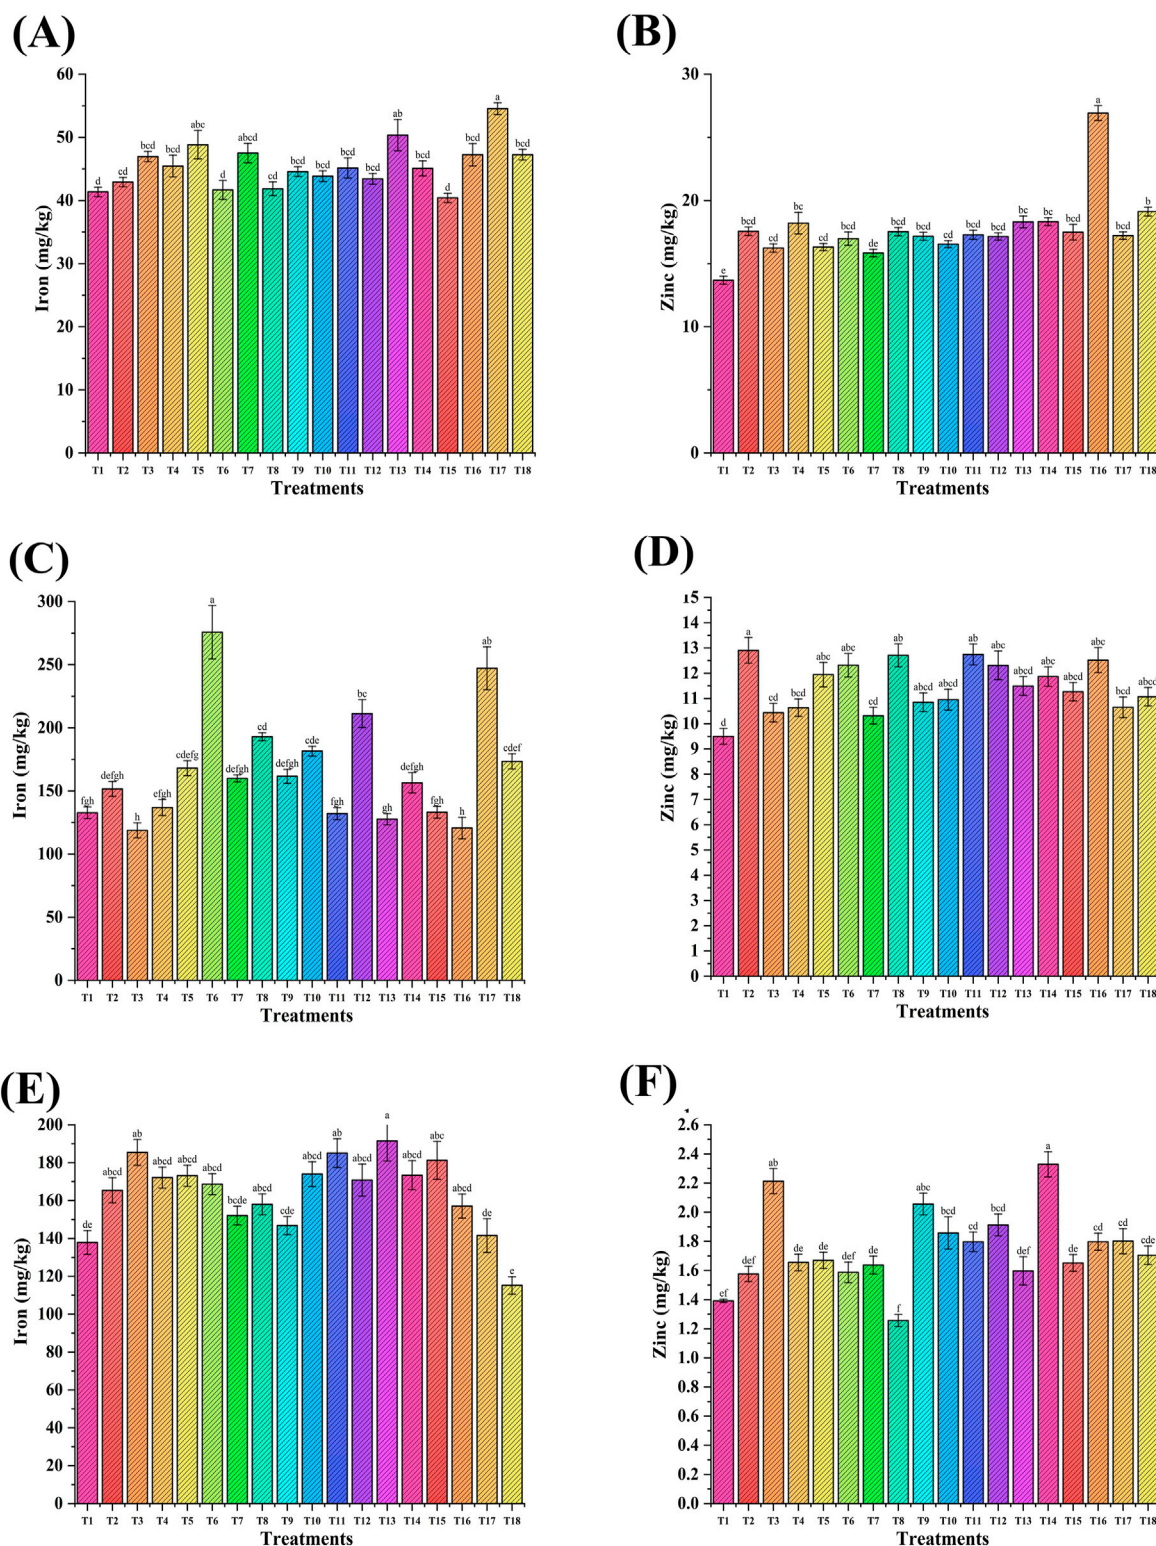 (A)
60
50
40
30
20
10
0
Iron (mg/kg)
d cd bcd bcd abc d abcd cd bcd bcd bcd bcd ab bcd d bcd a bcd
T1 T2 T3 T4 T5 T6 T7 T8 T9 T10 T11 T12 T13 T14 T15 T16 T17 T18
Treatments
(B)
30
20
10
0
Zinc (mg/kg)
e bcd cd bc cd bcd de bcd bcd cd bcd bcd bc bc bcd a bcd b
T1 T2 T3 T4 T5 T6 T7 T8 T9 T10 T11 T12 T13 T14 T15 T16 T17 T18
Treatments
(C)
300
250
200
150
100
50
0
Iron (mg/kg)
fgh defgh h efgh cdefg a defgh cd defgh cde fgh bc gh defgh fgh h ab cdef
T1 T2 T3 T4 T5 T6 T7 T8 T9 T10 T11 T12 T13 T14 T15 T16 T17 T18
Treatments
(D)
15
14
13
12
11
10
9
8
7
6
5
4
3
2
1
0
Zinc (mg/kg)
d a bcd bcd abc abc cd ab abcd abcd ab abc abcd abc abcd abc bcd abcd
T1 T2 T3 T4 T5 T6 T7 T8 T9 T10 T11 T12 T13 T14 T15 T16 T17 T18
Treatments
(E)
200
180
160
140
120
100
80
60
40
20
0
Iron (mg/kg)
de abcd ab abcd abcd abcd bcde abcd cde abcd ab abcd a abcd abc abcd de e
T1 T2 T3 T4 T5 T6 T7 T8 T9 T10 T11 T12 T13 T14 T15 T16 T17 T18
Treatments
(F)
2.6
2.4
2.2
2.0
1.8
1.6
1.4
1.2
1.0
0.8
0.6
0.4
0.2
0.0
Zinc (mg/kg)
ef def ab de de def de f abc bcd cd bcd def a de cd cd cde
T1 T2 T3 T4 T5 T6 T7 T8 T9 T10 T11 T12 T13 T14 T15 T16 T17 T18
Treatments